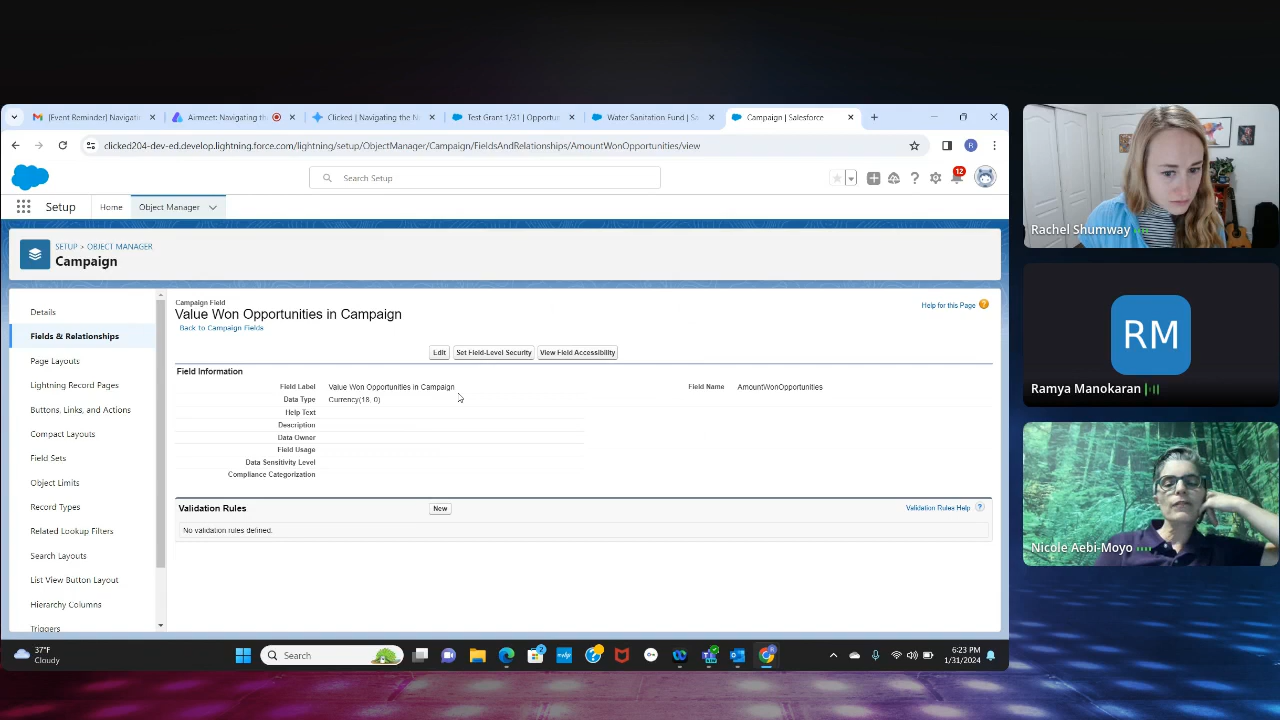 [Event Reminder] Navigati
Airmeet: Navigating the
Clicked | Navigating the N
Test Grant 1/31 | Opportun
Water Sanitation Fund | Sa
Campaign | Salesforce
clicked204-dev-ed.develop.lightning.force.com/lightning/setup/ObjectManager/Campaign/FieldsAndRelationships/AmountWonOpportunities/view
R
Search Setup
12
Setup
Home
Object Manager
SETUP > OBJECT MANAGER
Campaign
Details
Fields & Relationships
Page Layouts
Lightning Record Pages
Buttons, Links, and Actions
Compact Layouts
Field Sets
Object Limits
Record Types
Related Lookup Filters
Search Layouts
List View Button Layout
Hierarchy Columns
Triggers
Campaign Field
Value Won Opportunities in Campaign
Back to Campaign Fields
Help for this Page
Edit
Set Field-Level Security
View Field Accessibility
Field Information
Field Label Value Won Opportunities in Campaign
Field Name AmountWonOpportunities
Data Type Currency(18, 0)
Help Text
Description
Data Owner
Field Usage
Data Sensitivity Level
Compliance Categorization
Validation Rules
New
Validation Rules Help ?
No validation rules defined.
37°F
Cloudy
Search
6:23 PM
1/31/2024
Rachel Shumway
RM
Ramya Manokaran
Nicole Aebi-Moyo